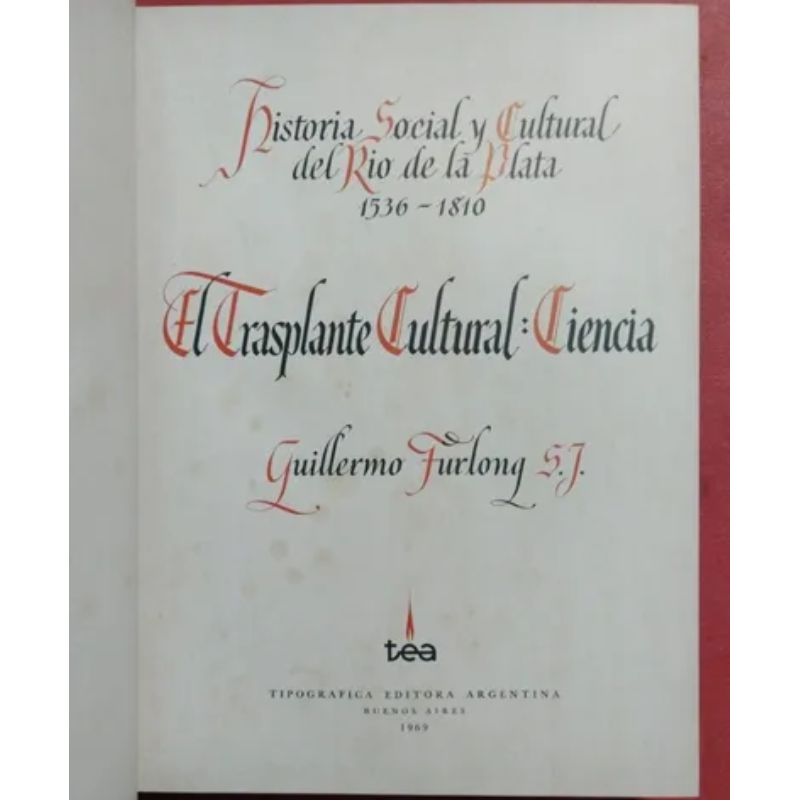 Historia Social y Cultural
del Rio de la Plata
1536 - 1810
El Trasplante Cultural: Ciencia
Guillermo Furlong S.J.
tea
TIPOGRAFICA EDITORA ARGENTINA
BUENOS AIRES
1969